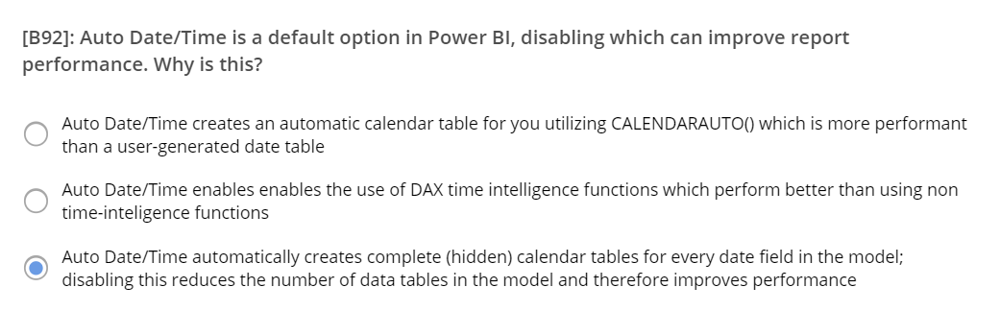 [B92]: Auto Date/Time is a default option in Power BI, disabling which can improve report
performance. Why is this?
Auto Date/Time creates an automatic calendar table for you utilizing CALENDARAUTO() which is more performant
than a user-generated date table
Auto Date/Time enables enables the use of DAX time intelligence functions which perform better than using non
time-inteligence functions
Auto Date/Time automatically creates complete (hidden) calendar tables for every date field in the model;
disabling this reduces the number of data tables in the model and therefore improves performance